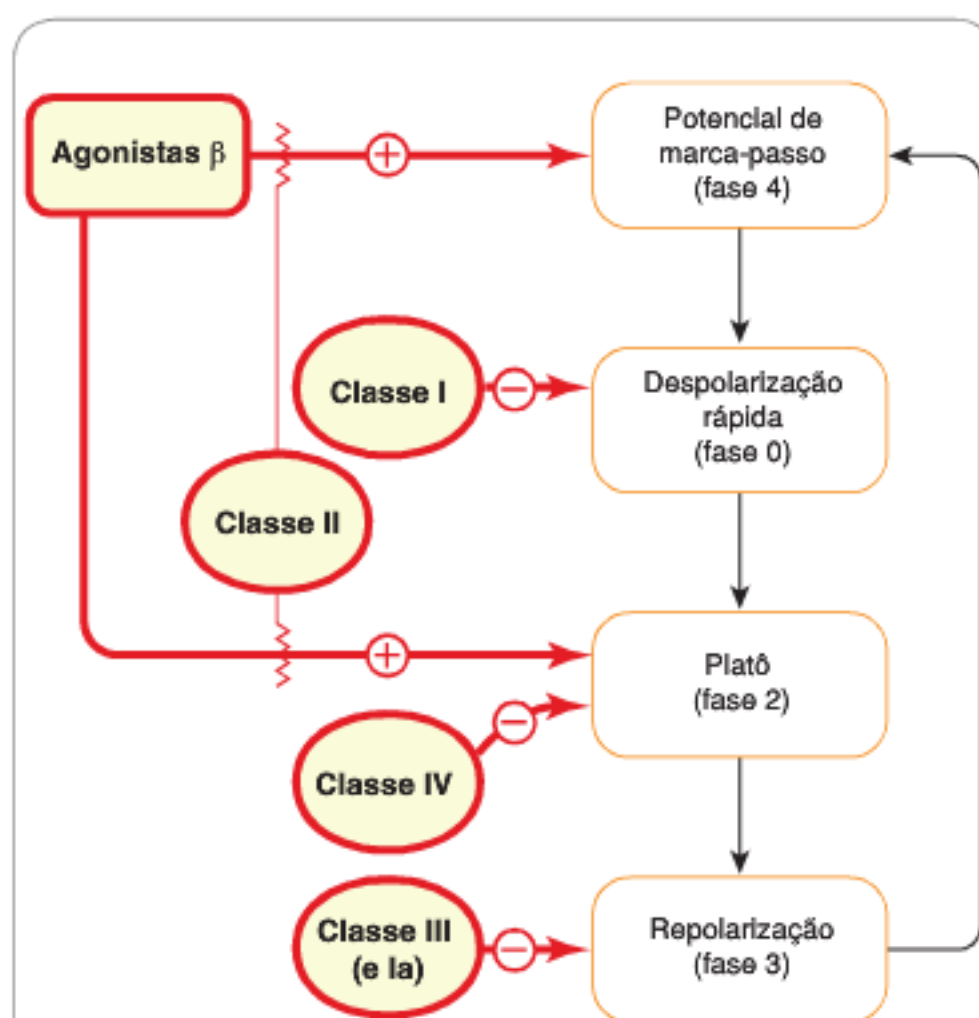 Agonistas β
+
Potencial de
marca-passo
(fase 4)
Classe I
−
Despolarização
rápida
(fase 0)
Classe II
+
Platô
(fase 2)
−
Classe IV
Classe III
(e Ia)
−
Repolarização
(fase 3)